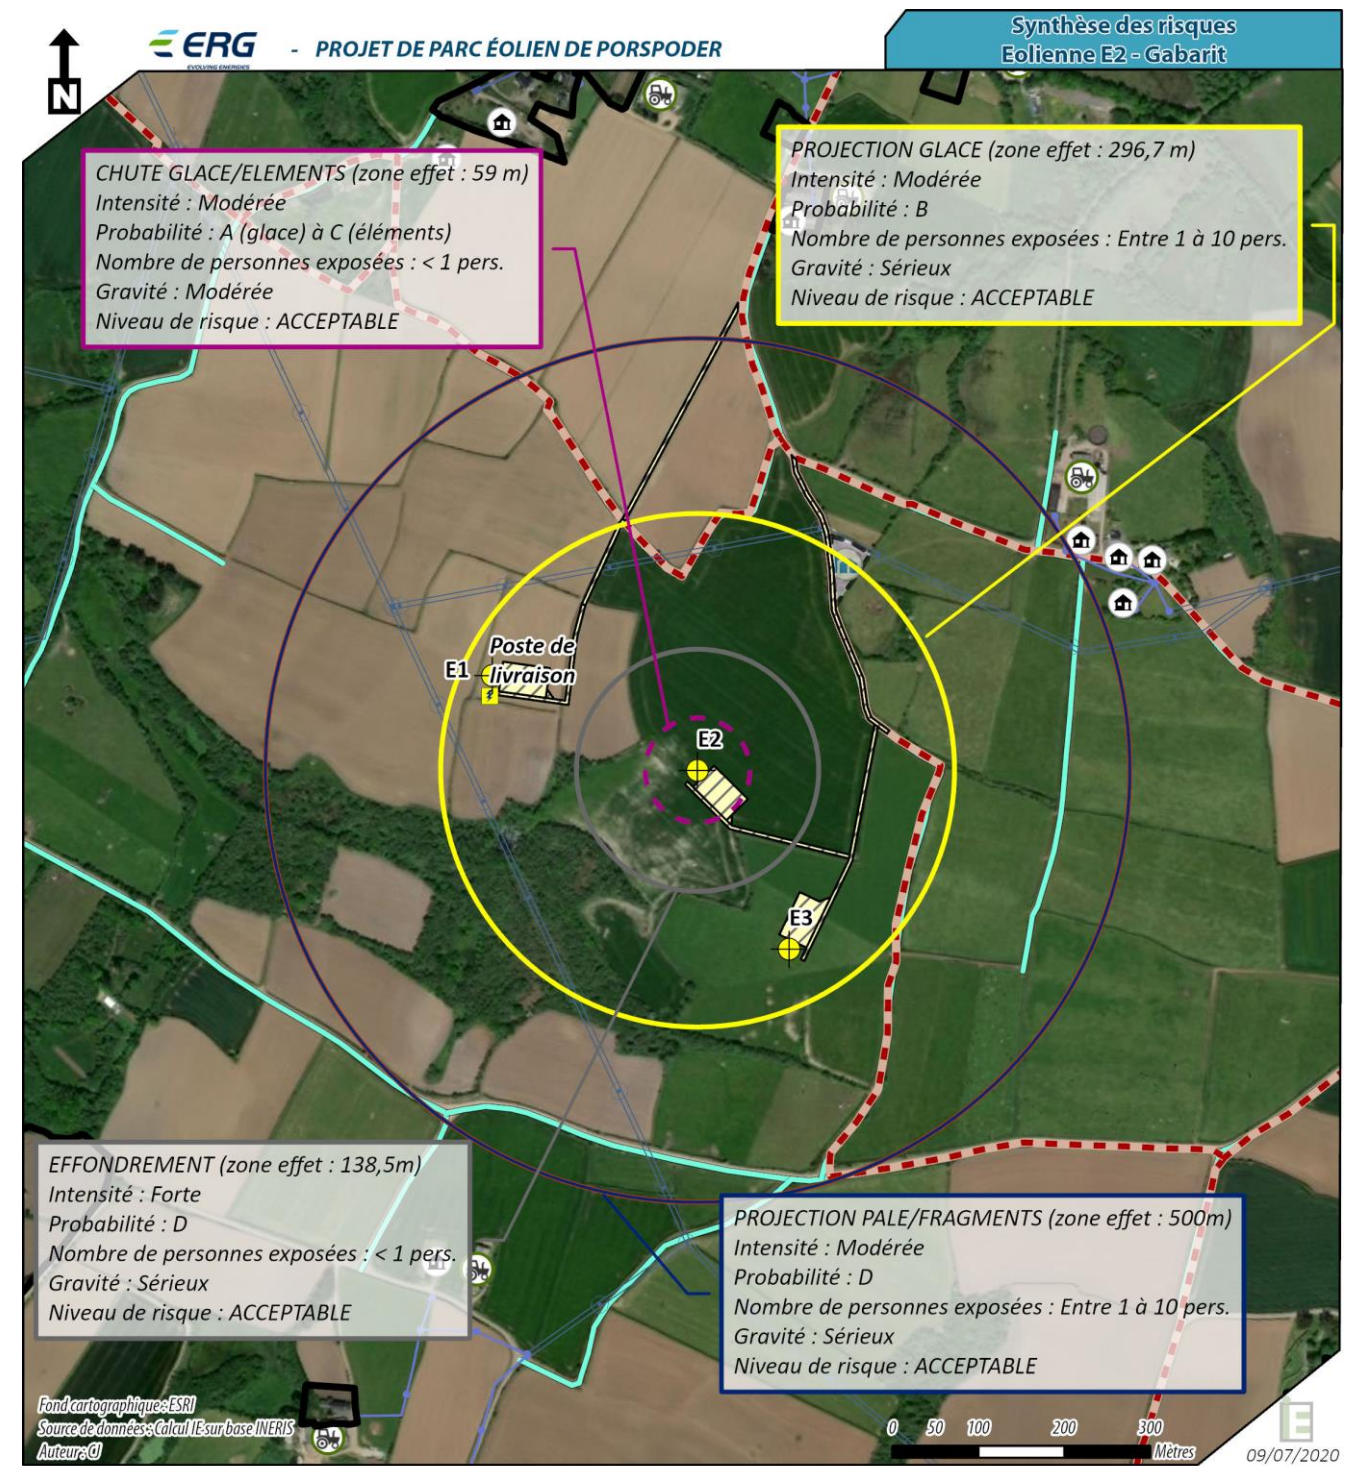 N
ERG
EVOLVING ENERGIES
- PROJET DE PARC ÉOLIEN DE PORSPODER
Synthèse des risques
Eolienne E2 - Gabarit
CHUTE GLACE/ELEMENTS (zone effet : 59 m)
Intensité : Modérée
Probabilité : A (glace) à C (éléments)
Nombre de personnes exposées : < 1 pers.
Gravité : Modérée
Niveau de risque : ACCEPTABLE
PROJECTION GLACE (zone effet : 296,7 m)
Intensité : Modérée
Probabilité : B
Nombre de personnes exposées : Entre 1 à 10 pers.
Gravité : Sérieux
Niveau de risque : ACCEPTABLE
Poste de
livraison
E1
E2
E3
EFFONDREMENT (zone effet : 138,5m)
Intensité : Forte
Probabilité : D
Nombre de personnes exposées : < 1 pers.
Gravité : Sérieux
Niveau de risque : ACCEPTABLE
PROJECTION PALE/FRAGMENTS (zone effet : 500m)
Intensité : Modérée
Probabilité : D
Nombre de personnes exposées : Entre 1 à 10 pers.
Gravité : Sérieux
Niveau de risque : ACCEPTABLE
Fond cartographique : ESRI
Source de données : Calcul IE sur base INERIS
Auteur : CJ
0 50 100 200 300
Mètres
IE
09/07/2020